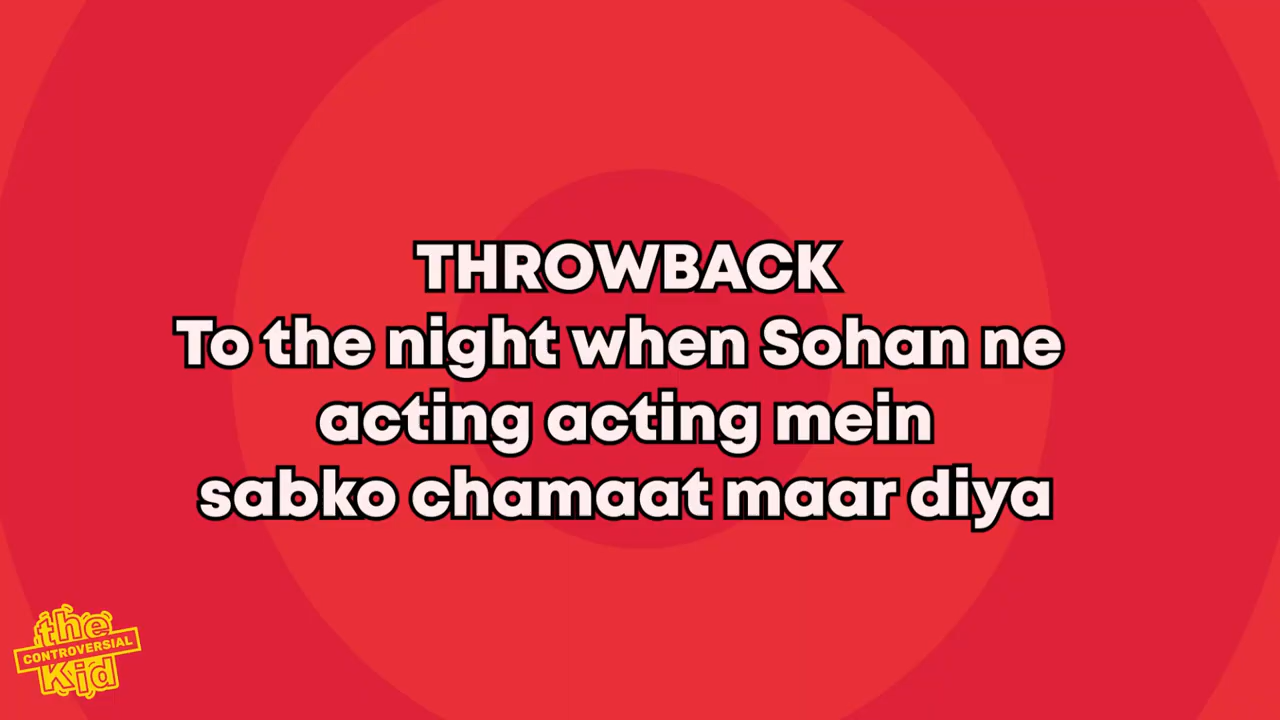 THROWBACK
To the night when Sohan ne
acting acting mein
sabko chamaat maar diya
the
CONTROVERSIAL
Kid